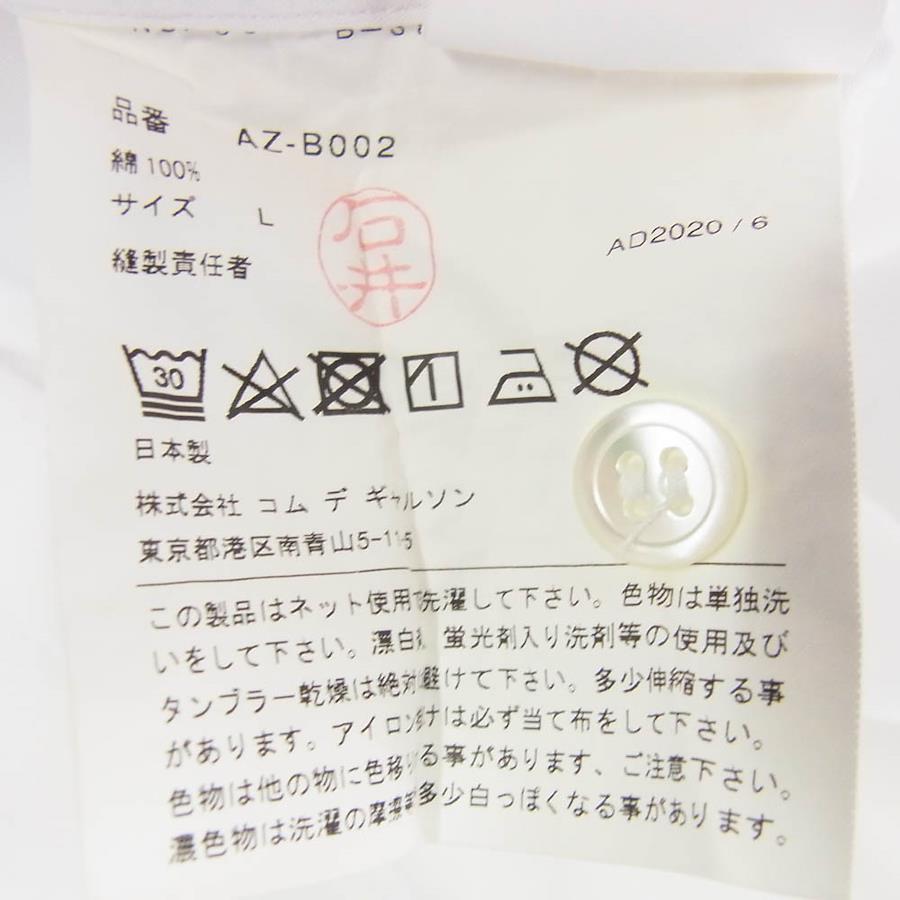 品番 AZ-B002
綿100%
サイズ L
石井
AD2020/6
縫製責任者
30
日本製
株式会社 コム デ ギャルソン
東京都港区南青山5-11-5
この製品はネット使用 洗濯して下さい。色物は単独洗
いをして下さい。漂白 蛍光剤入り洗剤等の使用及び
タンブラー乾燥は絶対避けて下さい。多少伸縮する事
があります。アイロン は必ず当て布をして下さい。
色物は他の物に色移りる事があります、ご注意下さい。
濃色物は洗濯の摩擦等多少白っぽくなる事があります。